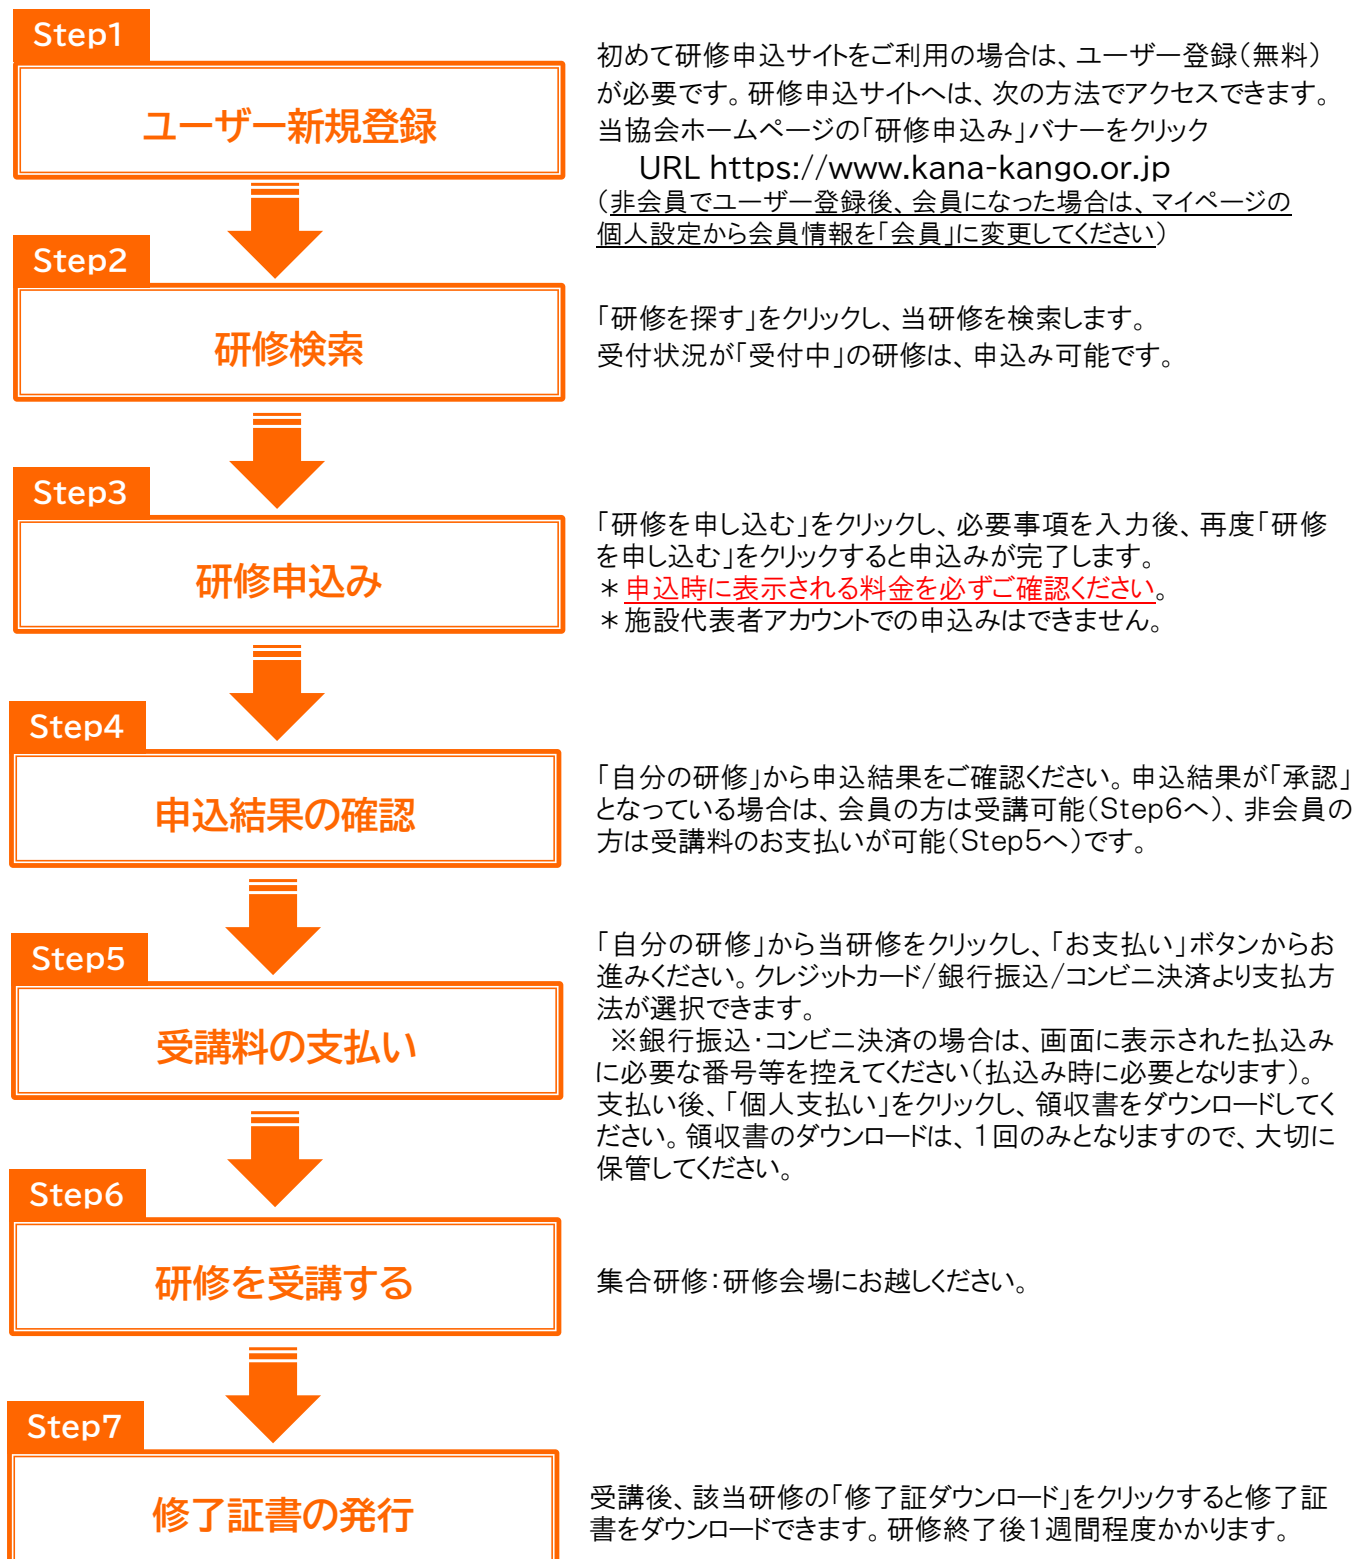 Step1
ユーザー新規登録
初めて研修申込サイトをご利用の場合は、ユーザー登録（無料）
が必要です。研修申込サイトへは、次の方法でアクセスできます。
当協会ホームページの「研修申込み」バナーをクリック
URL https://www.kana-kango.or.jp
（非会員でユーザー登録後、会員になった場合は、マイページの
個人設定から会員情報を「会員」に変更してください）
Step2
研修検索
「研修を探す」をクリックし、当研修を検索します。
受付状況が「受付中」の研修は、申込み可能です。
Step3
研修申込み
「研修を申し込む」をクリックし、必要事項を入力後、再度「研修
を申し込む」をクリックすると申込みが完了します。
＊申込時に表示される料金を必ずご確認ください。
＊施設代表者アカウントでの申込みはできません。
Step4
申込結果の確認
「自分の研修」から申込結果をご確認ください。申込結果が「承認」
となっている場合は、会員の方は受講可能（Step6へ）、非会員の
方は受講料のお支払いが可能（Step5へ）です。
Step5
受講料の支払い
「自分の研修」から当研修をクリックし、「お支払い」ボタンからお
進みください。クレジットカード/銀行振込/コンビニ決済より支払方
法が選択できます。
※銀行振込・コンビニ決済の場合は、画面に表示された払込み
に必要な番号等を控えてください（払込み時に必要となります）。
支払い後、「個人支払い」をクリックし、領収書をダウンロードしてく
ださい。領収書のダウンロードは、1回のみとなりますので、大切に
保管してください。
Step6
研修を受講する
集合研修：研修会場にお越しください。
Step7
修了証書の発行
受講後、該当研修の「修了証ダウンロード」をクリックすると修了証
書をダウンロードできます。研修終了後1週間程度かかります。